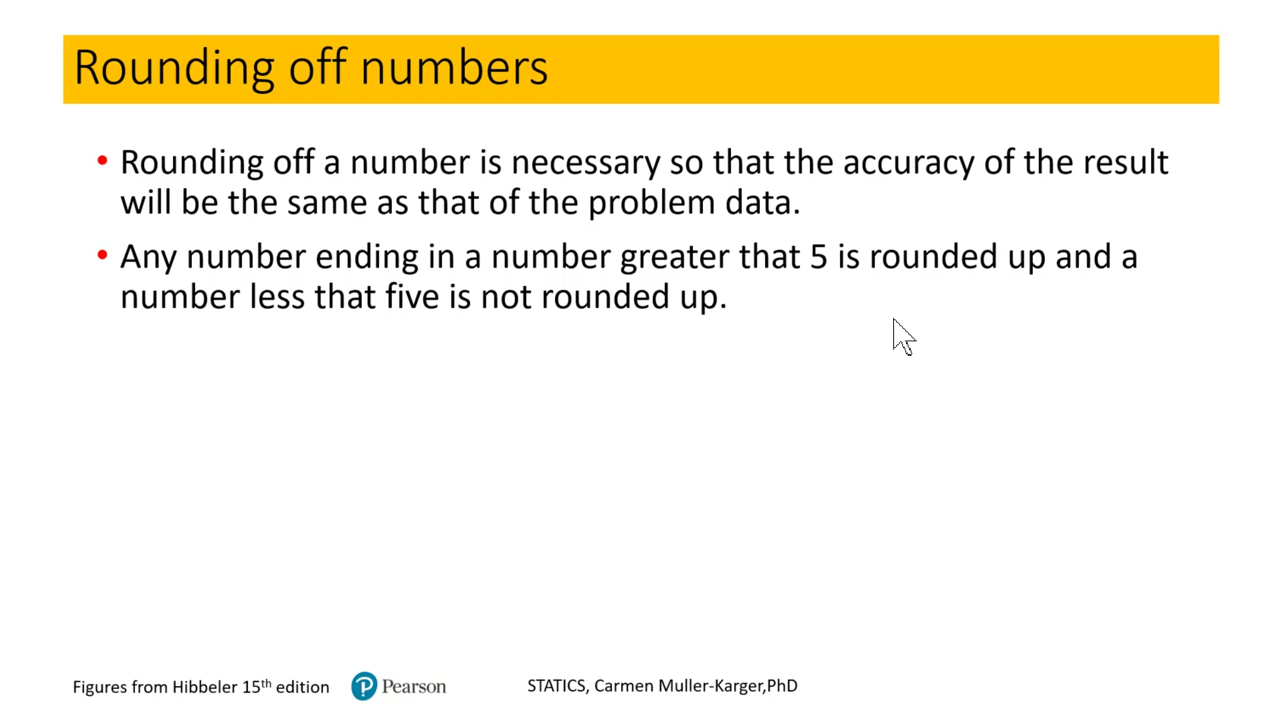 Rounding off numbers
• Rounding off a number is necessary so that the accuracy of the result
will be the same as that of the problem data.
• Any number ending in a number greater that 5 is rounded up and a
number less that five is not rounded up.
Figures from Hibbeler 15th edition
Pearson
STATICS, Carmen Muller-Karger,PhD